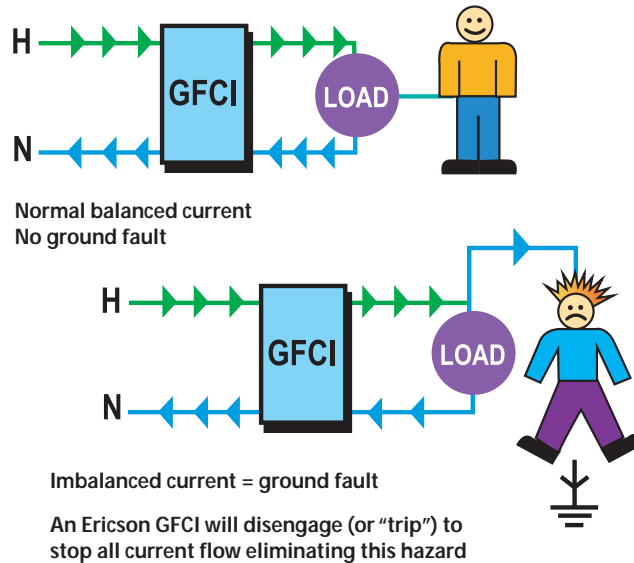 H
GFCI
LOAD
N
Normal balanced current
No ground fault
H
GFCI
LOAD
N
Imbalanced current = ground fault
An Ericson GFCI will disengage (or “trip”) to
stop all current flow eliminating this hazard